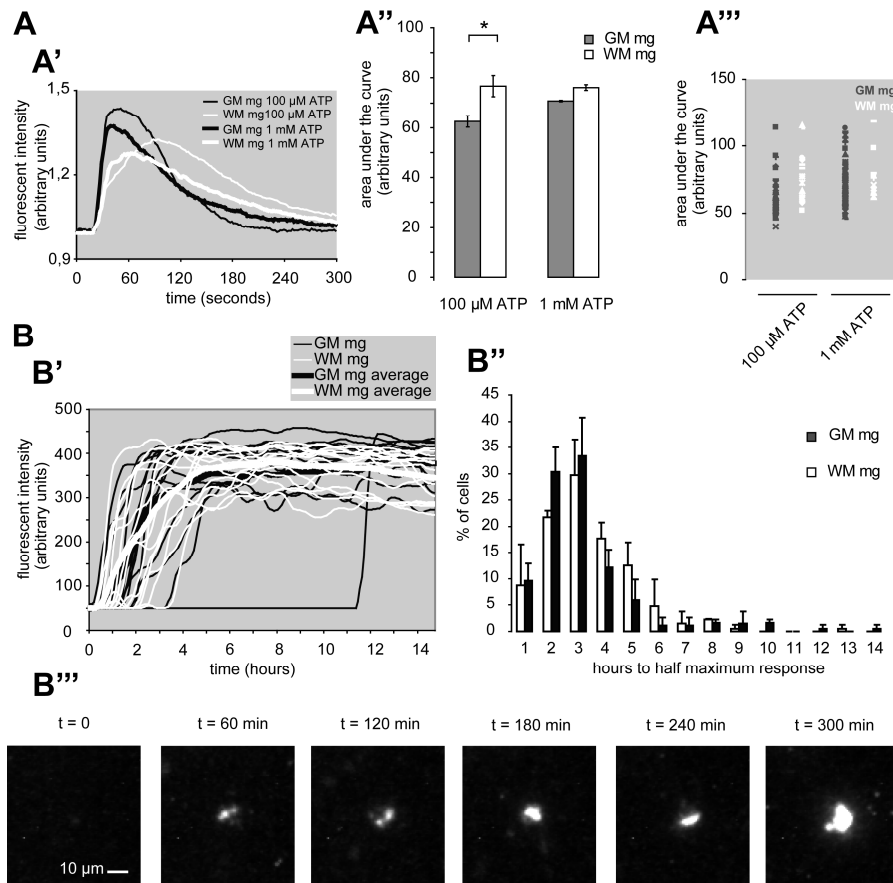 A
A'
fluorescent intensity
(arbitrary units)
1,5
1,2
0,9
GM mg 100 µM ATP
WM mg100 µM ATP
GM mg 1 mM ATP
WM mg 1 mM ATP
0 60 120 180 240 300
time (seconds)
A''
area under the curve
(arbitrary units)
100
80
60
40
20
0
*
GM mg
WM mg
100 µM ATP 1 mM ATP
A'''
area under the curve
(arbitrary units)
150
100
50
0
GM mg
WM mg
100 µM ATP
1 mM ATP
B
B'
GM mg
WM mg
GM mg average
WM mg average
fluorescent intensity
(arbitrary units)
500
400
300
200
100
0
0 2 4 6 8 10 12 14
time (hours)
B''
% of cells
45
40
35
30
25
20
15
10
5
0
GM mg
WM mg
1 2 3 4 5 6 7 8 9 10 11 12 13 14
hours to half maximum response
B'''
t = 0 t = 60 min t = 120 min t = 180 min t = 240 min t = 300 min
10 µm